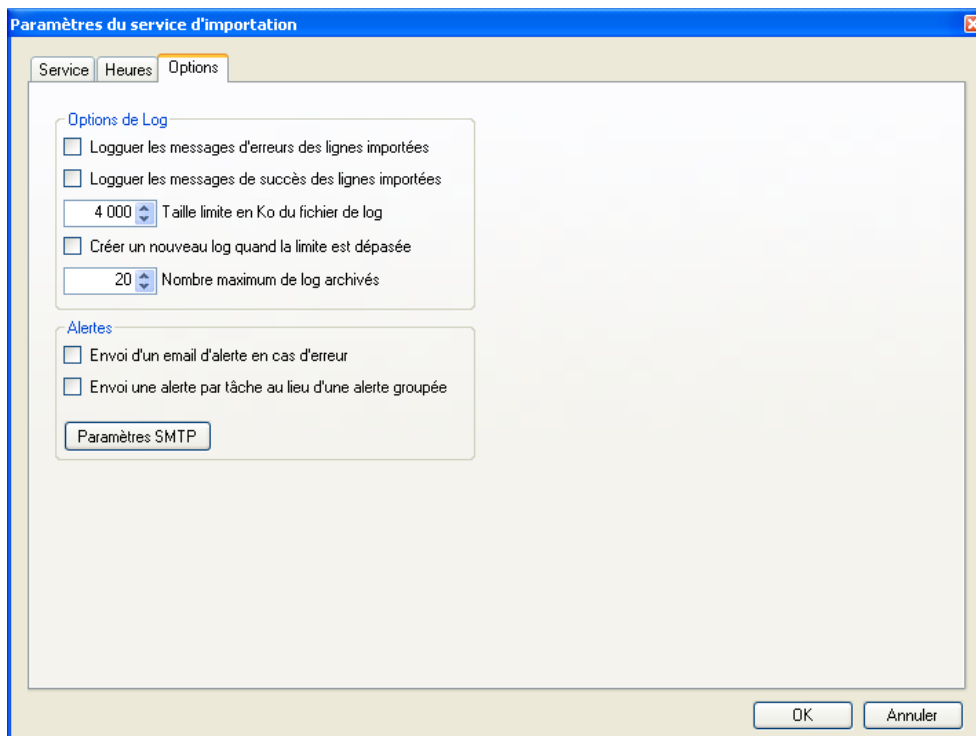 Paramètres du service d'importation
Service Heures Options
Options de Log
Logguer les messages d'erreurs des lignes importées
Logguer les messages de succès des lignes importées
4 000 Taille limite en Ko du fichier de log
Créer un nouveau log quand la limite est dépasée
20 Nombre maximum de log archivés
Alertes
Envoi d'un email d'alerte en cas d'erreur
Envoi une alerte par tâche au lieu d'une alerte groupée
Paramètres SMTP
OK Annuler